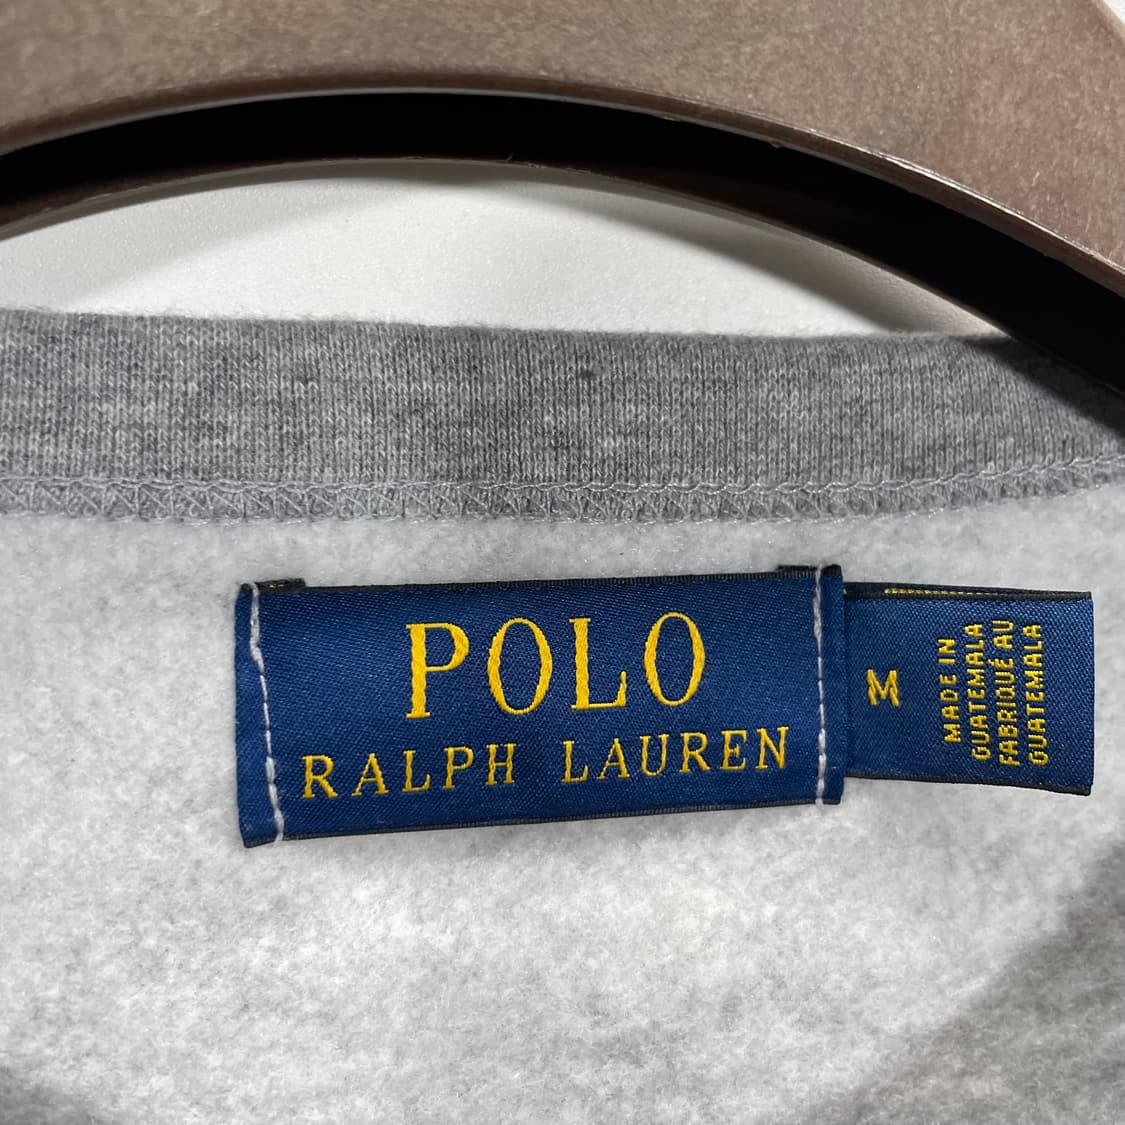 POLO
RALPH LAUREN
M
MADE IN
GUATEMALA
FABRIQUÉ AU
GUATEMALA